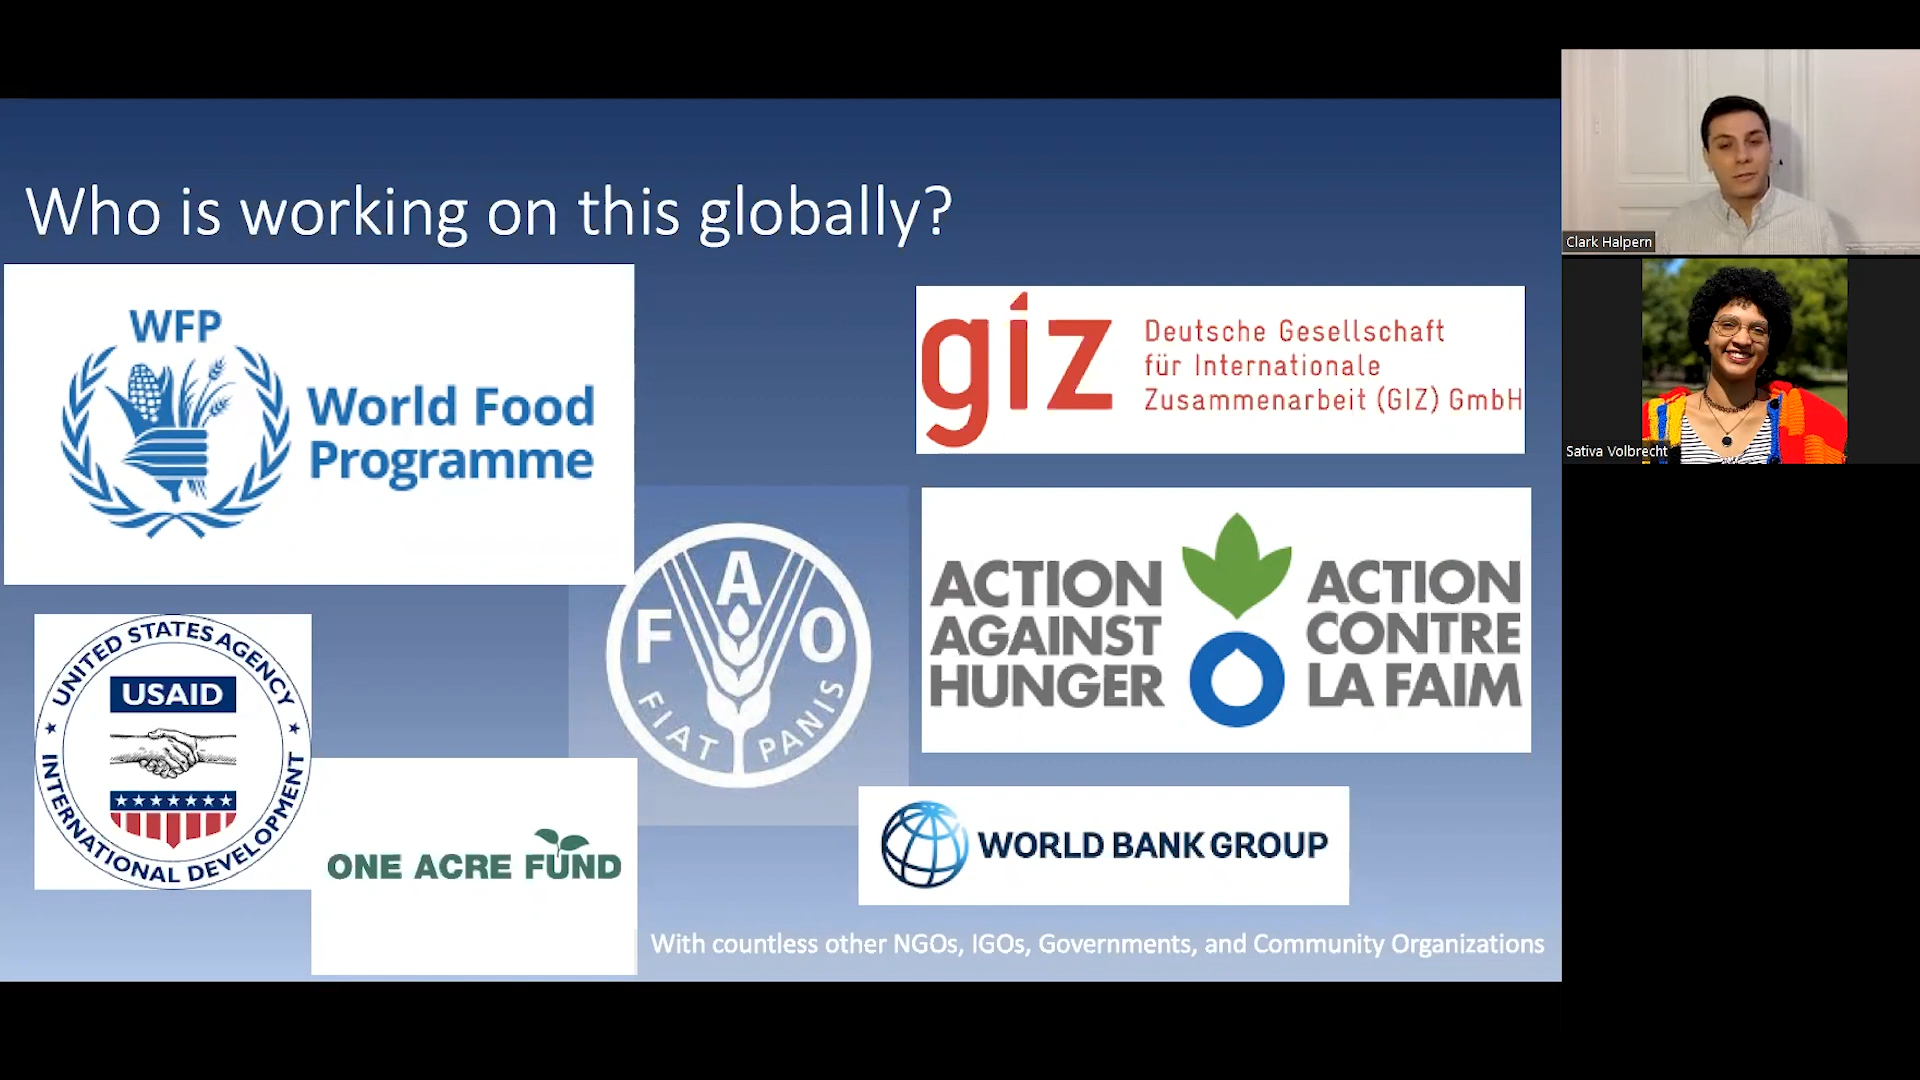 Who is working on this globally?
WFP
World Food
Programme
giz
Deutsche Gesellschaft
für Internationale
Zusammenarbeit (GIZ) GmbH
F A O
FIAT PANIS
ACTION
AGAINST
HUNGER
ACTION
CONTRE
LA FAIM
UNITED STATES AGENCY
USAID
INTERNATIONAL DEVELOPMENT
ONE ACRE FUND
WORLD BANK GROUP
With countless other NGOs, IGOs, Governments, and Community Organizations
Clark Halpern
Sativa Volbrecht